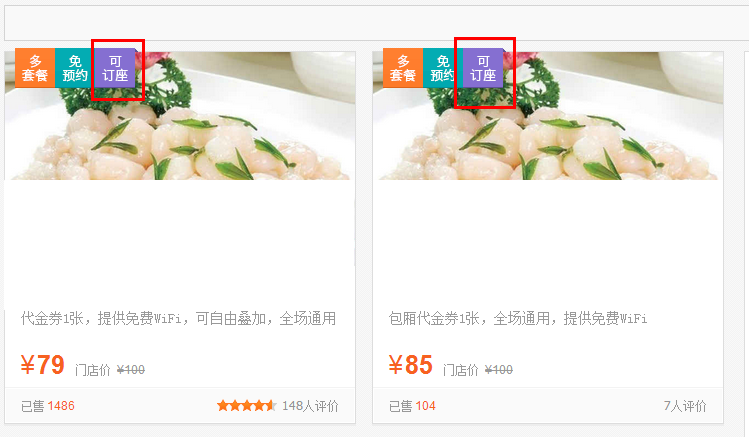 多
套餐
免
预约
可
订座
多
套餐
免
预约
可
订座
代金券1张，提供免费WiFi，可自由叠加，全场通用
¥79 门店价 ¥100
已售 1486 148人评价
包厢代金券1张，全场通用，提供免费WiFi
¥85 门店价 ¥100
已售 104 7人评价